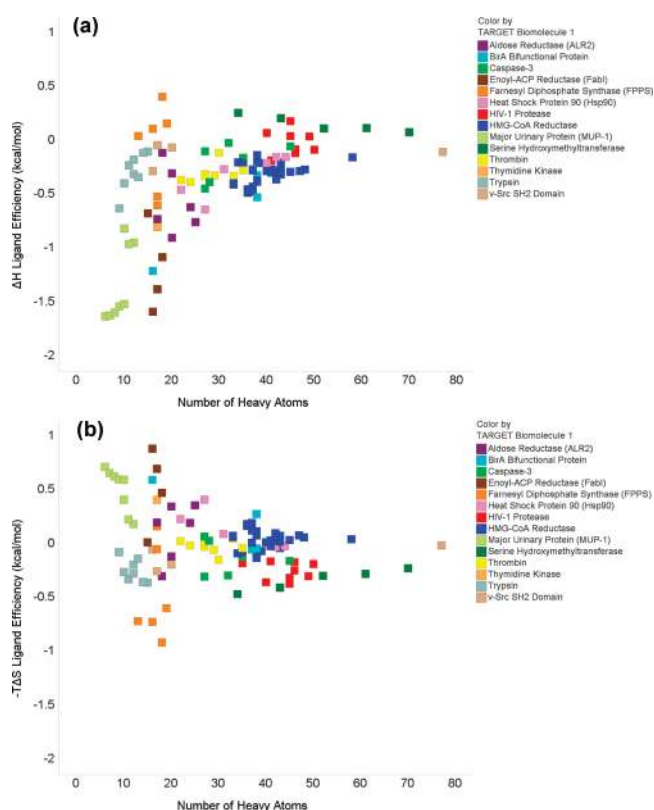 (a)
1
0.5
0
-0.5
-1
-1.5
-2
ΔH Ligand Efficiency (kcal/mol)
0 10 20 30 40 50 60 70 80
Number of Heavy Atoms
Color by
TARGET Biomolecule 1
Aldose Reductase (ALR2)
BirA Bifunctional Protein
Caspase-3
Enoyl-ACP Reductase (FabI)
Farnesyl Diphosphate Synthase (FPPS)
Heat Shock Protein 90 (Hsp90)
HIV-1 Protease
HMG-CoA Reductase
Major Urinary Protein (MUP-1)
Serine Hydroxymethyltransferase
Thrombin
Thymidine Kinase
Trypsin
v-Src SH2 Domain
(b)
1
0.5
0
-0.5
-1
-1.5
-2
-TΔS Ligand Efficiency (kcal/mol)
0 10 20 30 40 50 60 70 80
Number of Heavy Atoms
Color by
TARGET Biomolecule 1
Aldose Reductase (ALR2)
BirA Bifunctional Protein
Caspase-3
Enoyl-ACP Reductase (FabI)
Farnesyl Diphosphate Synthase (FPPS)
Heat Shock Protein 90 (Hsp90)
HIV-1 Protease
HMG-CoA Reductase
Major Urinary Protein (MUP-1)
Serine Hydroxymethyltransferase
Thrombin
Thymidine Kinase
Trypsin
v-Src SH2 Domain